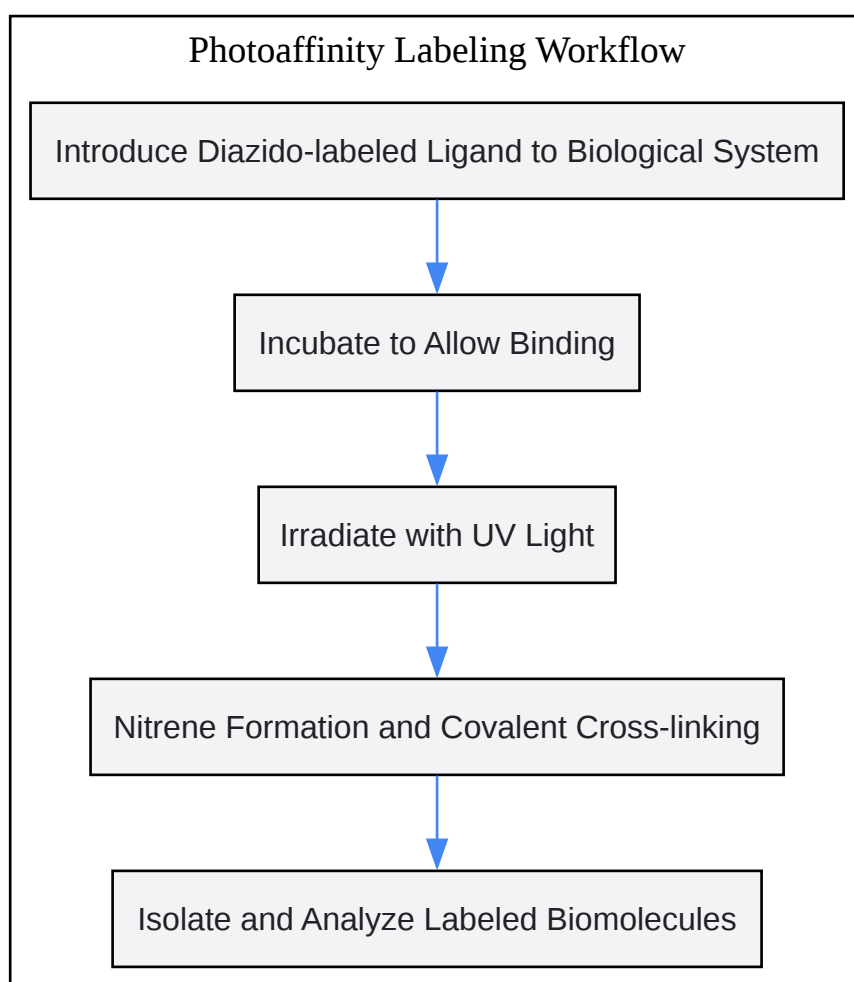 Photoaffinity Labeling Workflow
Introduce Diazido-labeled Ligand to Biological System
Incubate to Allow Binding
Irradiate with UV Light
Nitrene Formation and Covalent Cross-linking
Isolate and Analyze Labeled Biomolecules